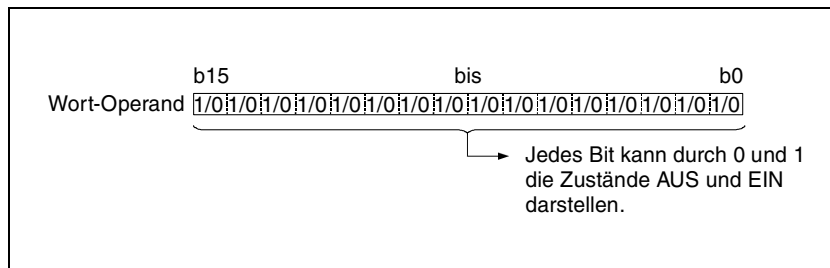 b15 bis b0
Wort-Operand 1/0 1/0 1/0 1/0 1/0 1/0 1/0 1/0 1/0 1/0 1/0 1/0 1/0 1/0 1/0 1/0
Jedes Bit kann durch 0 und 1
die Zustände AUS und EIN
darstellen.